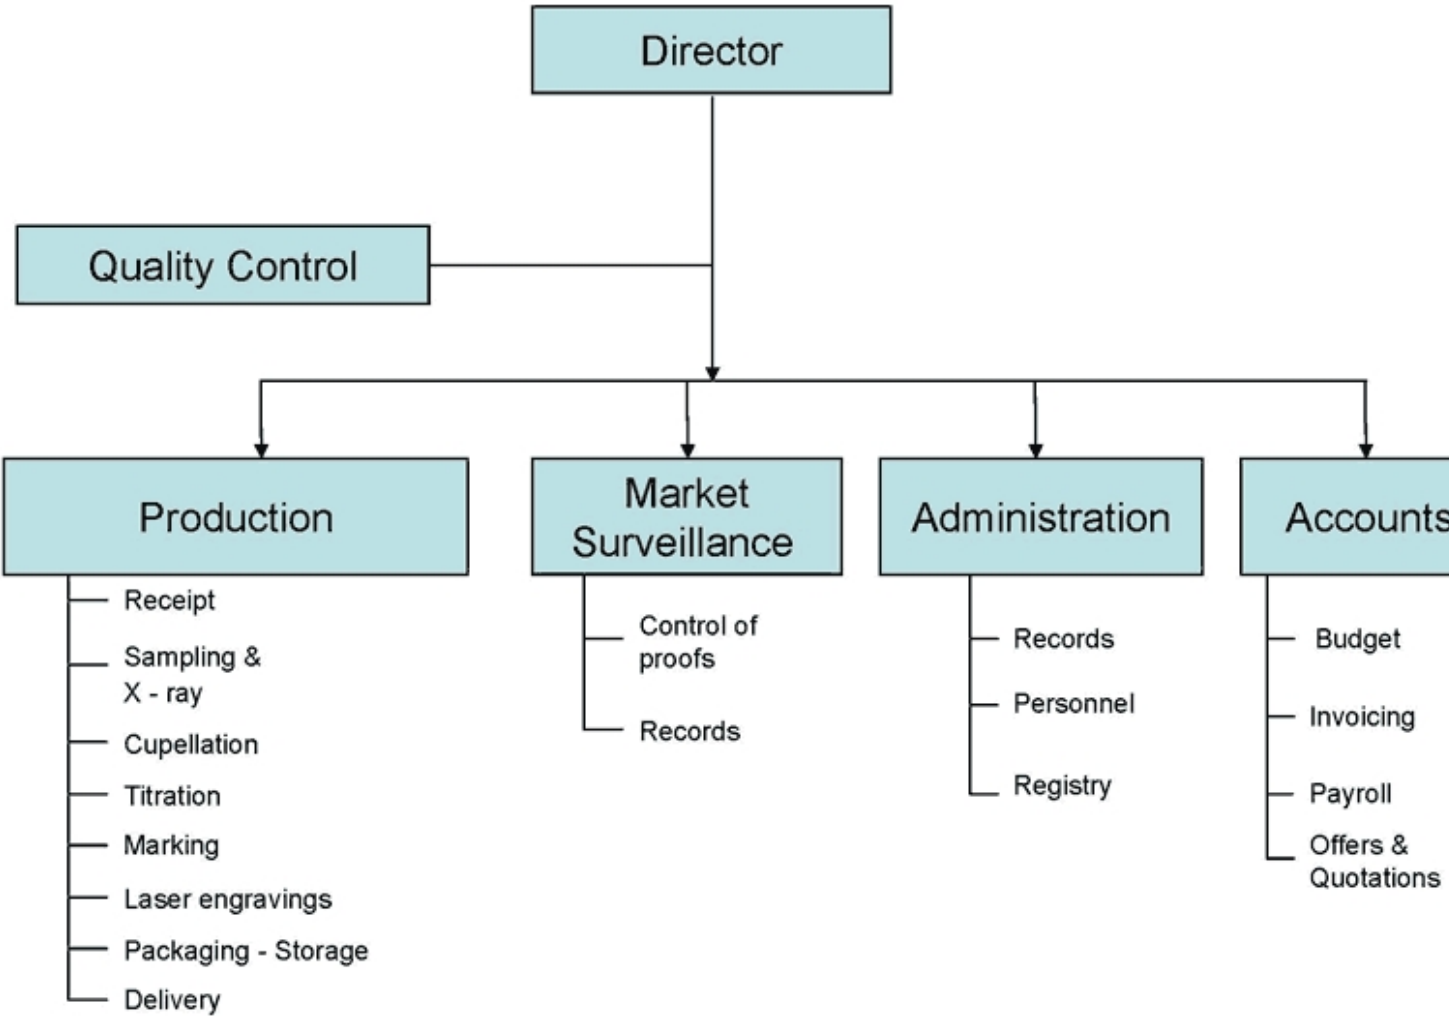 Director
Quality Control
Production
Market
Surveillance
Administration
Accounts
Receipt
Sampling &
X - ray
Cupellation
Titration
Marking
Laser engravings
Packaging - Storage
Delivery
Control of
proofs
Records
Records
Personnel
Registry
Budget
Invoicing
Payroll
Offers &
Quotations